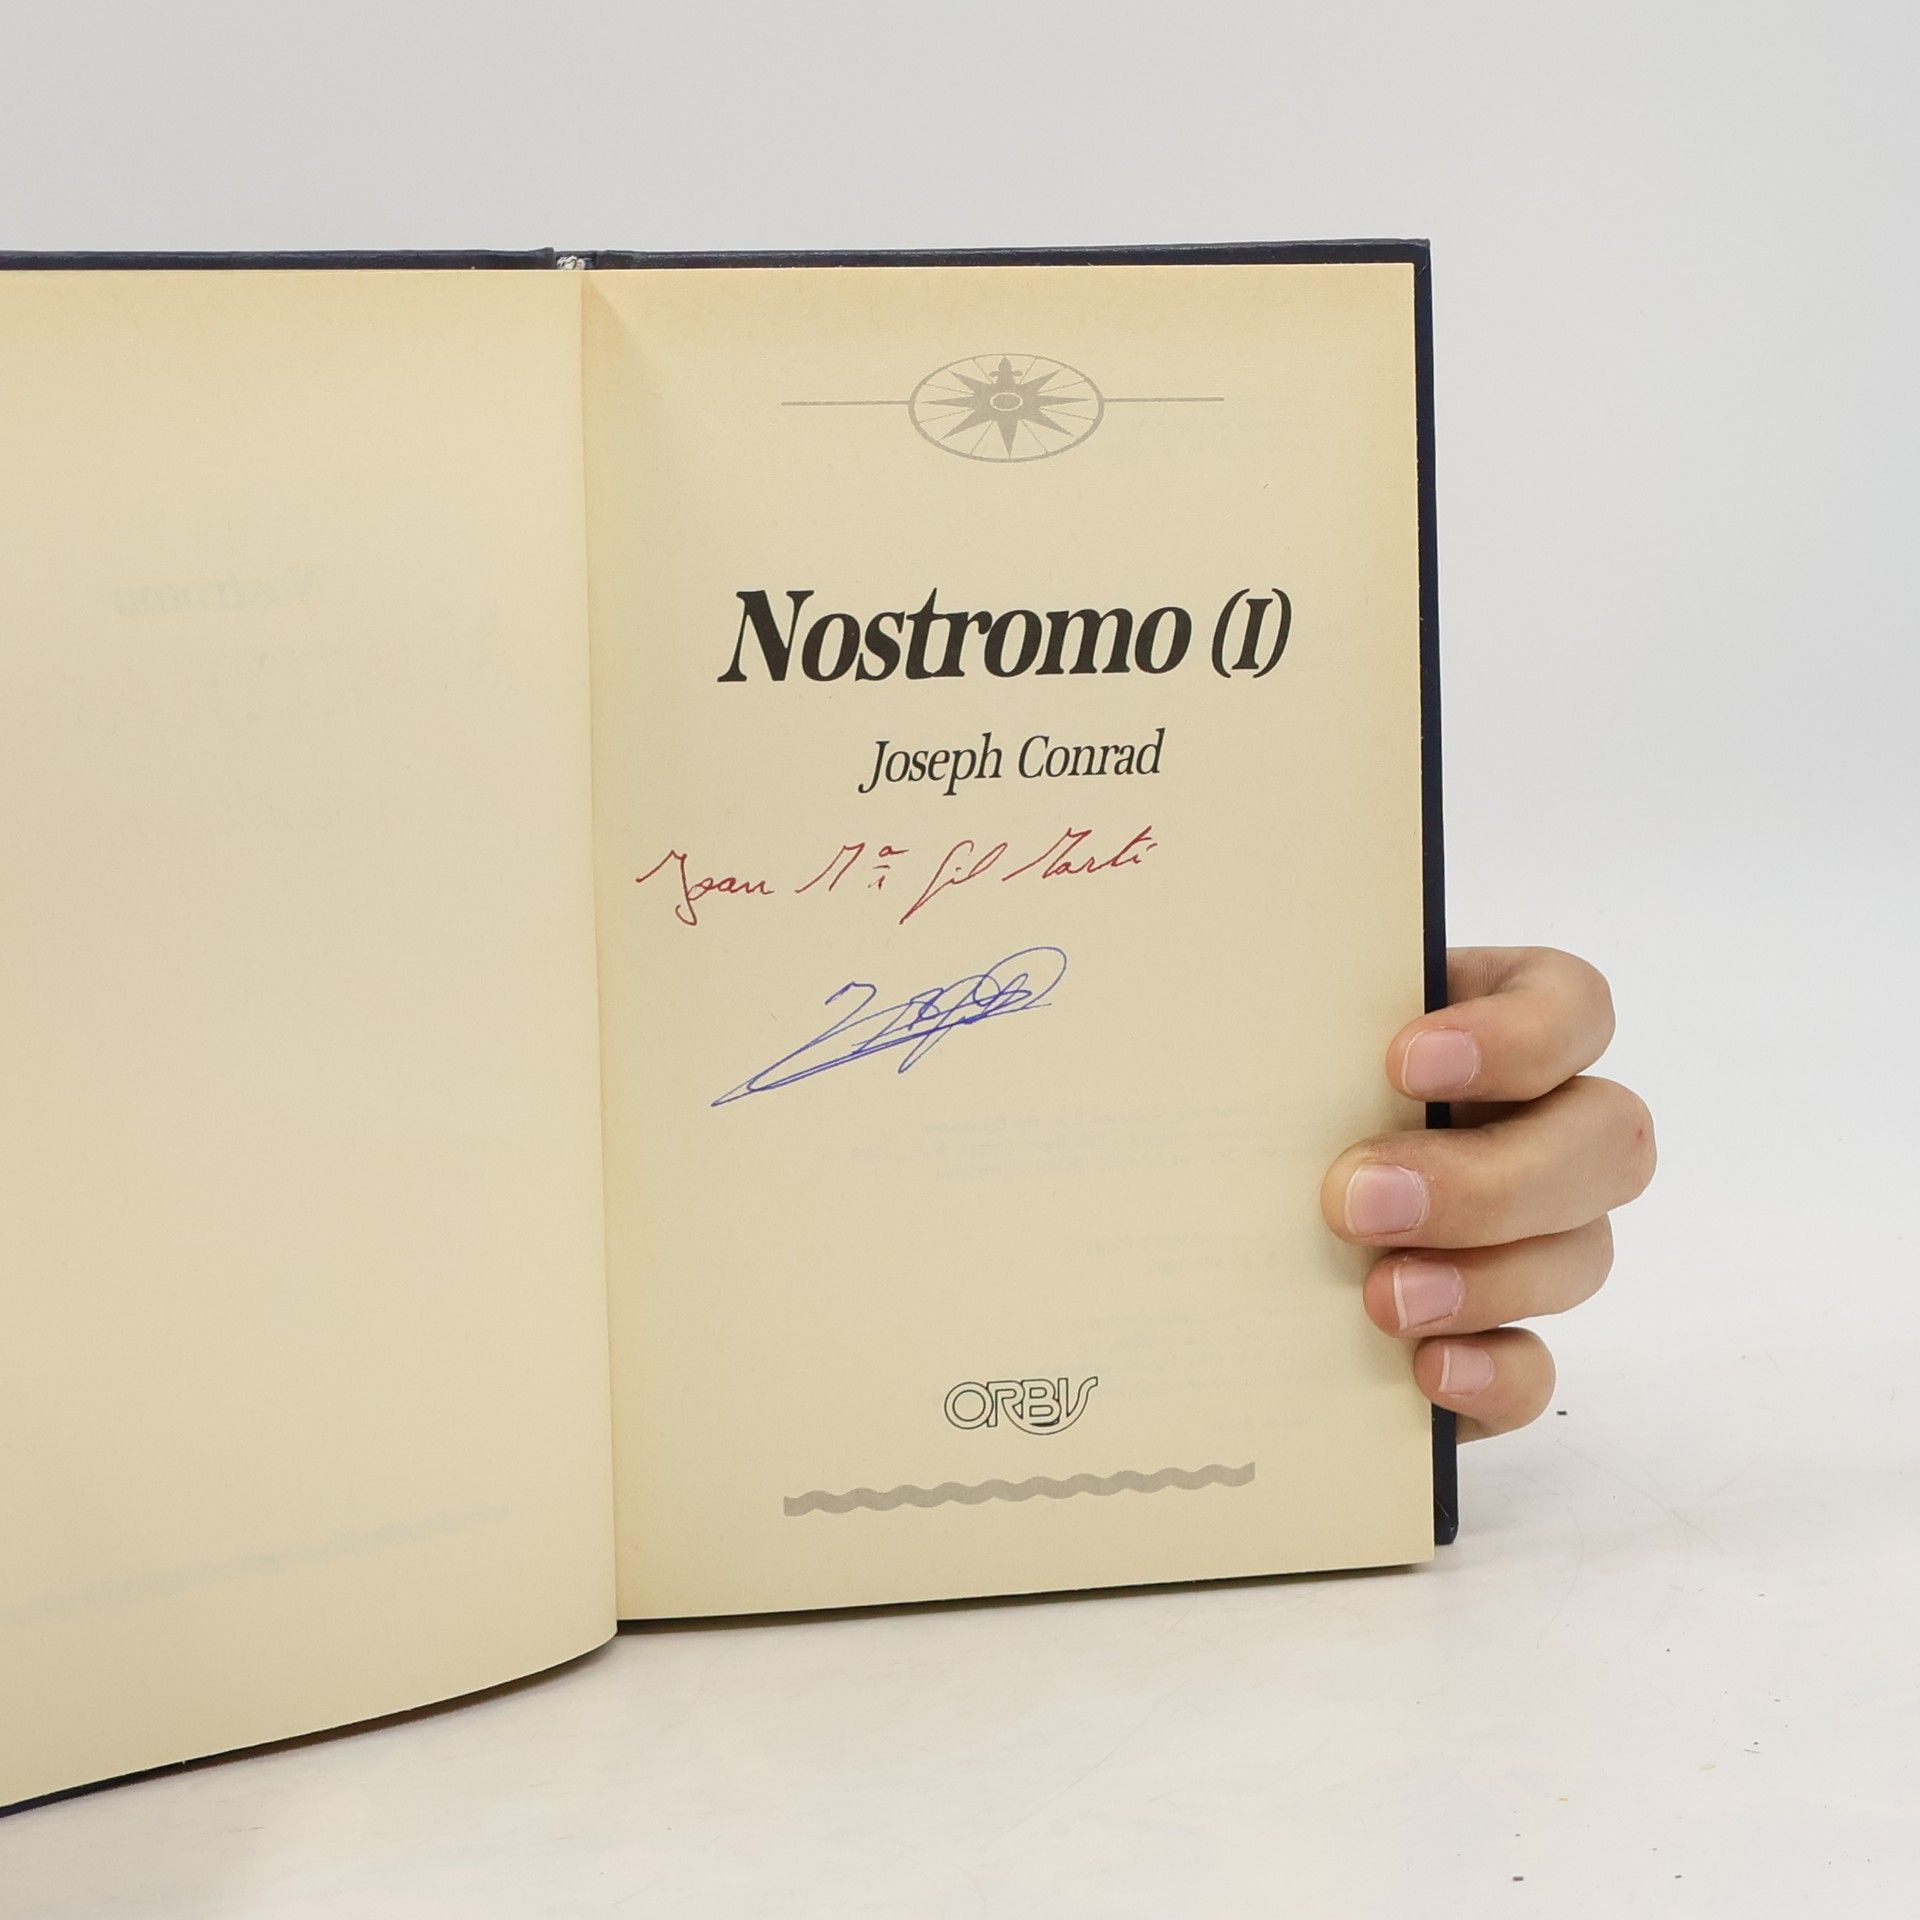 Nostromo (I)
Joseph Conrad
Joan Mª Gil Martí
ORBIS